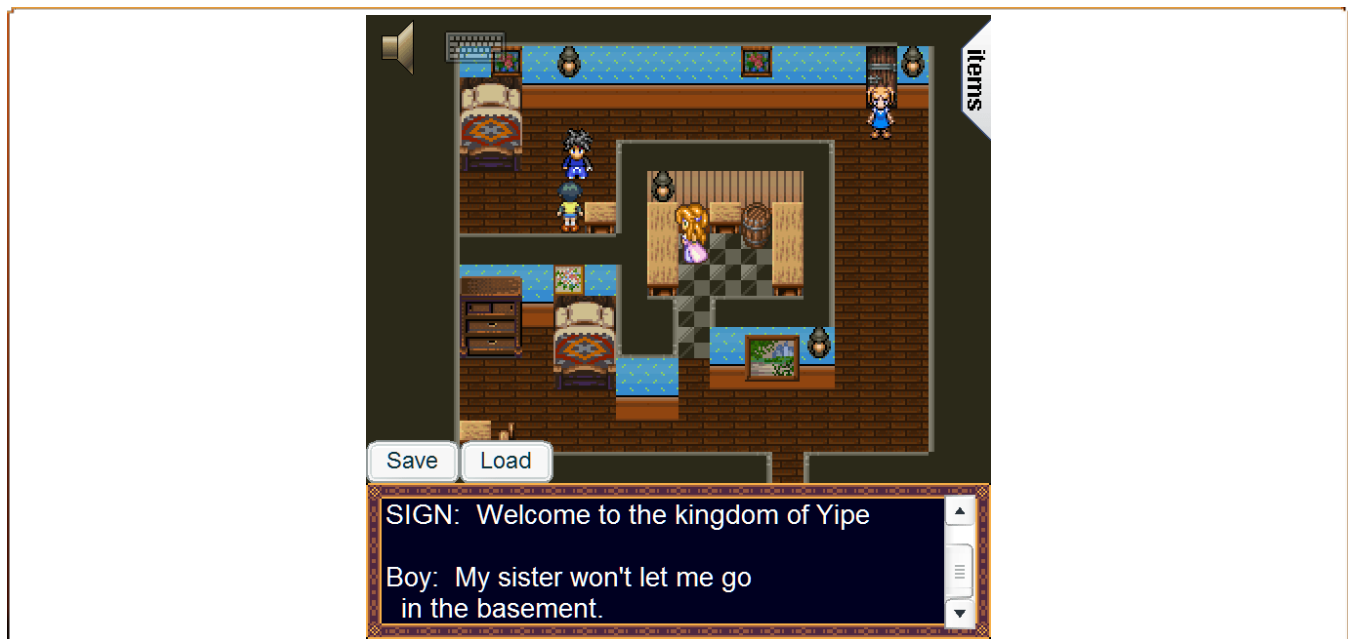 items
Save
Load
SIGN:  Welcome to the kingdom of Yipe
Boy:  My sister won't let me go
in the basement.